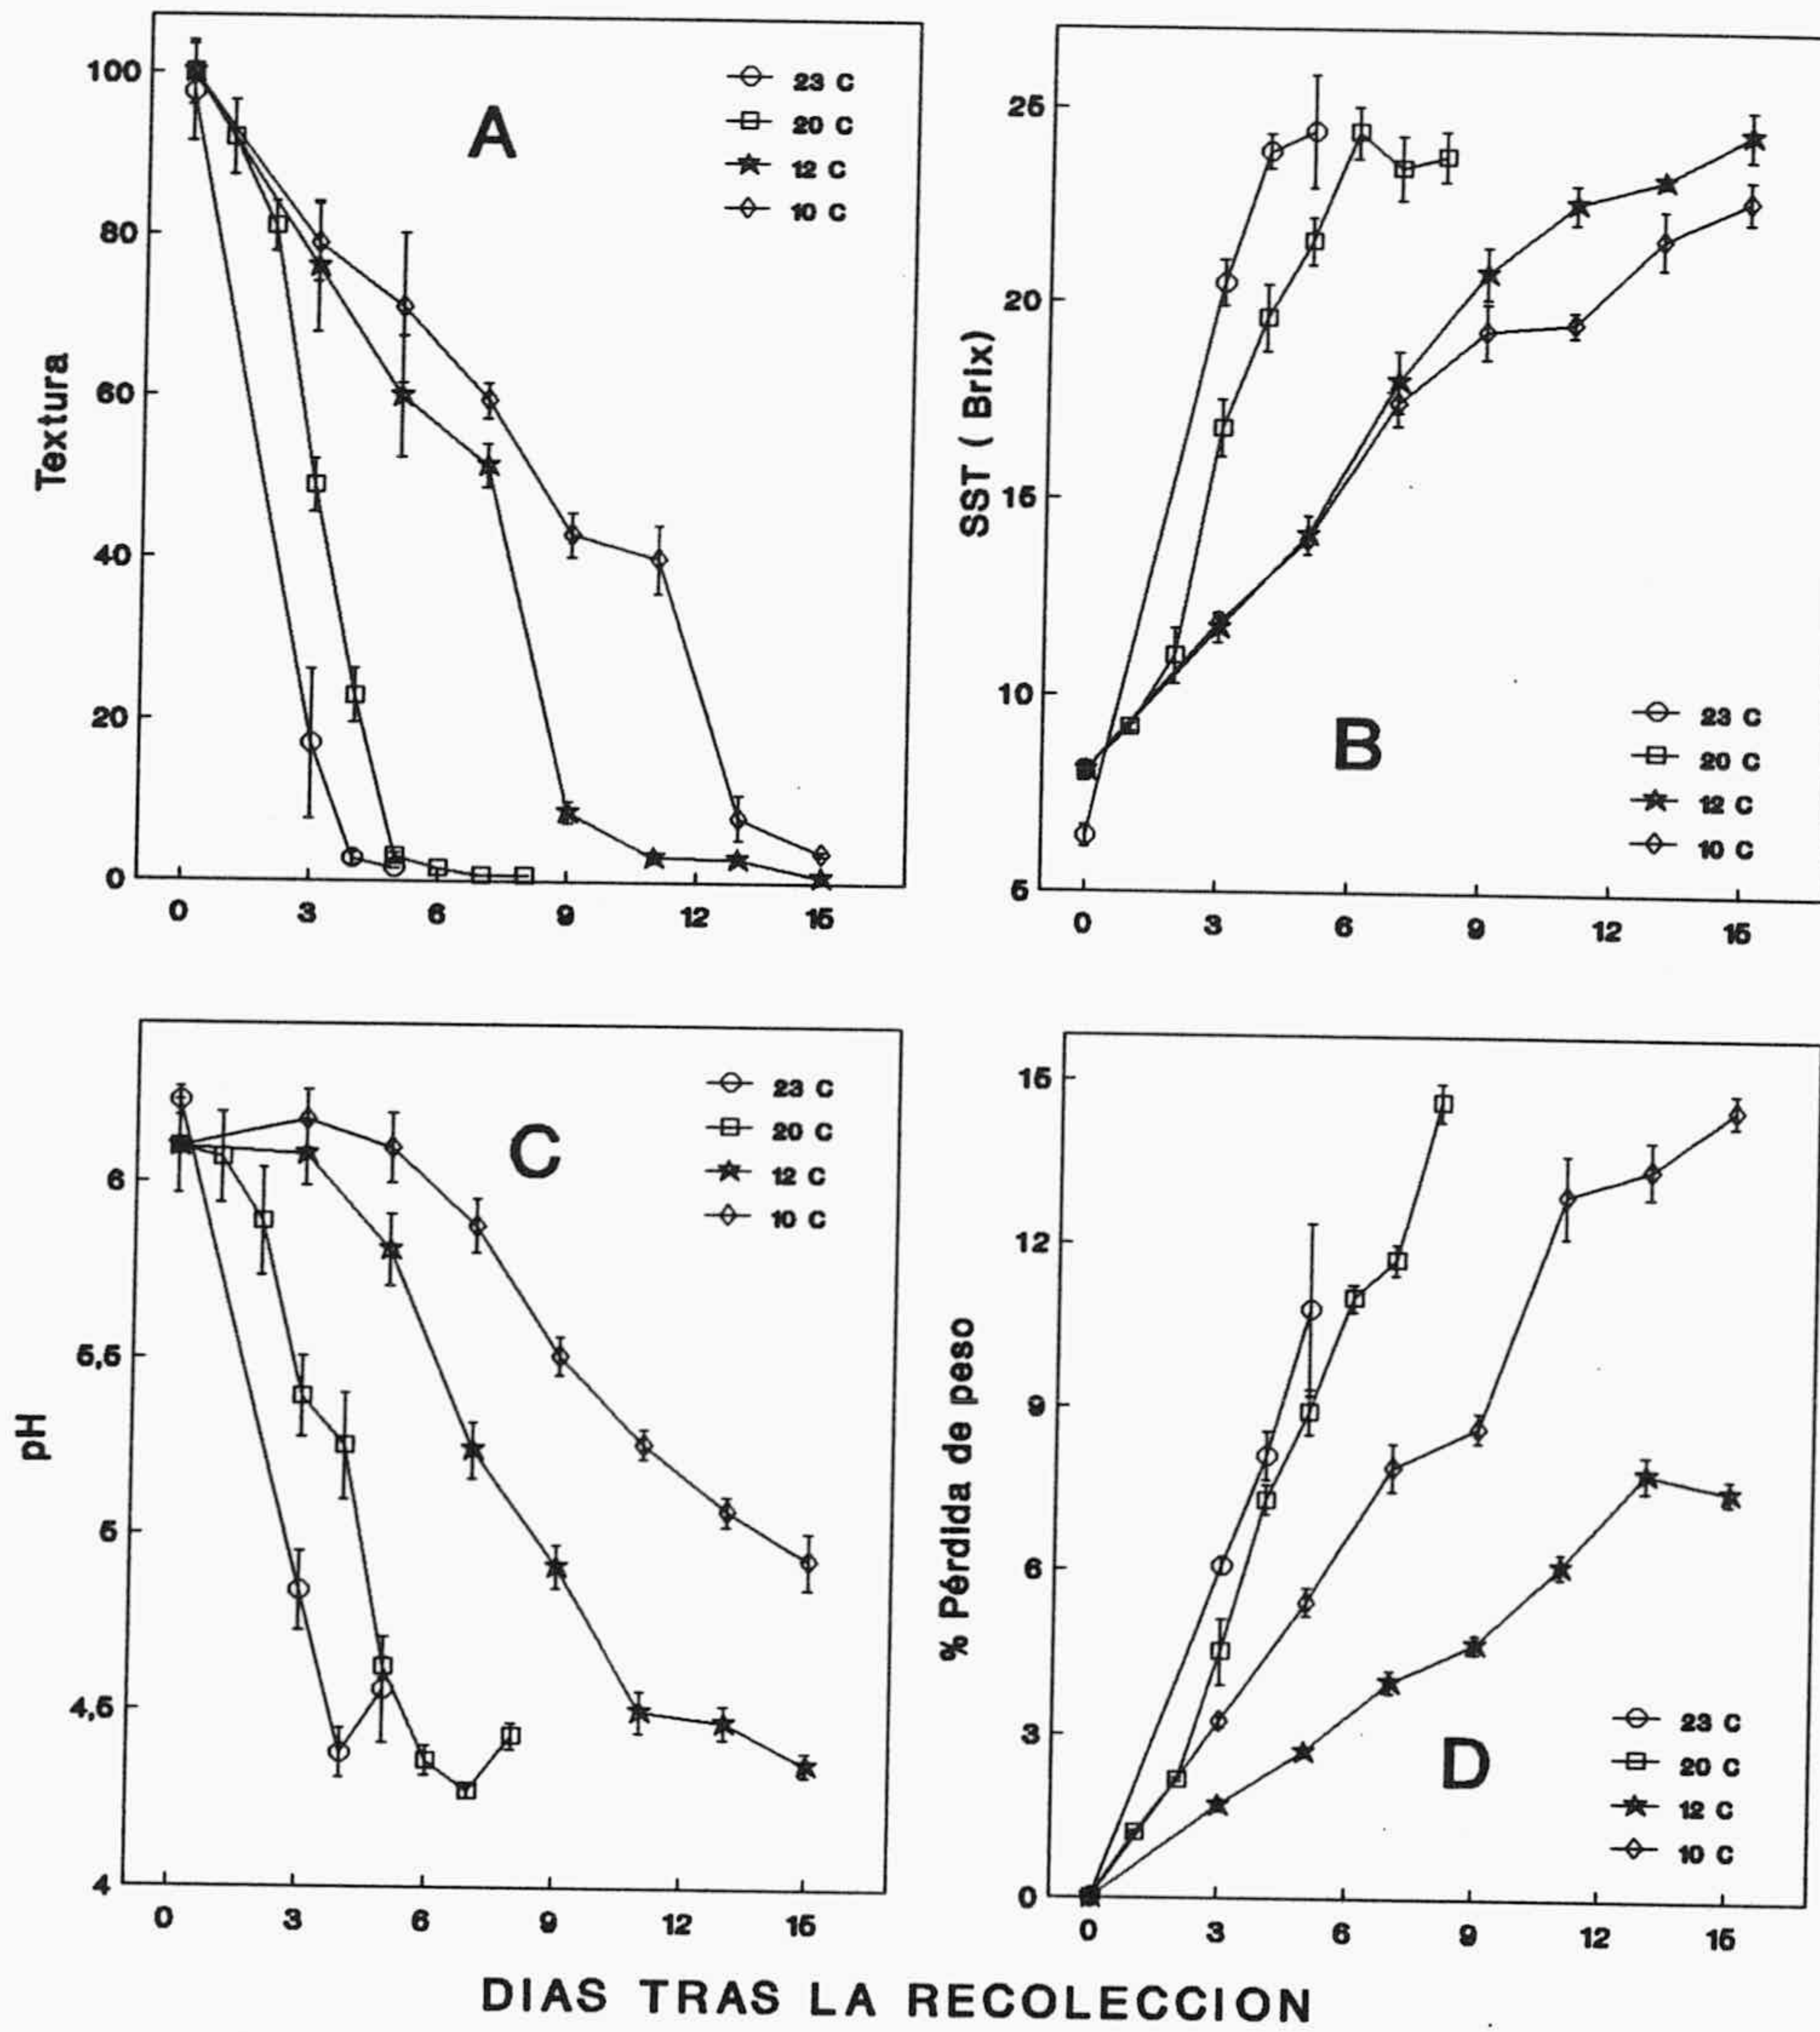 A
23 C
20 C
12 C
10 C
Textura
100
80
60
40
20
0
0 3 6 9 12 15
B
23 C
20 C
12 C
10 C
SST ( Brix)
25
20
15
10
5
0 3 6 9 12 15
C
23 C
20 C
12 C
10 C
pH
6
5,5
5
4,5
4
0 3 6 9 12 15
D
23 C
20 C
12 C
10 C
% Pérdida de peso
15
12
9
6
3
0
0 3 6 9 12 15
DIAS TRAS LA RECOLECCION